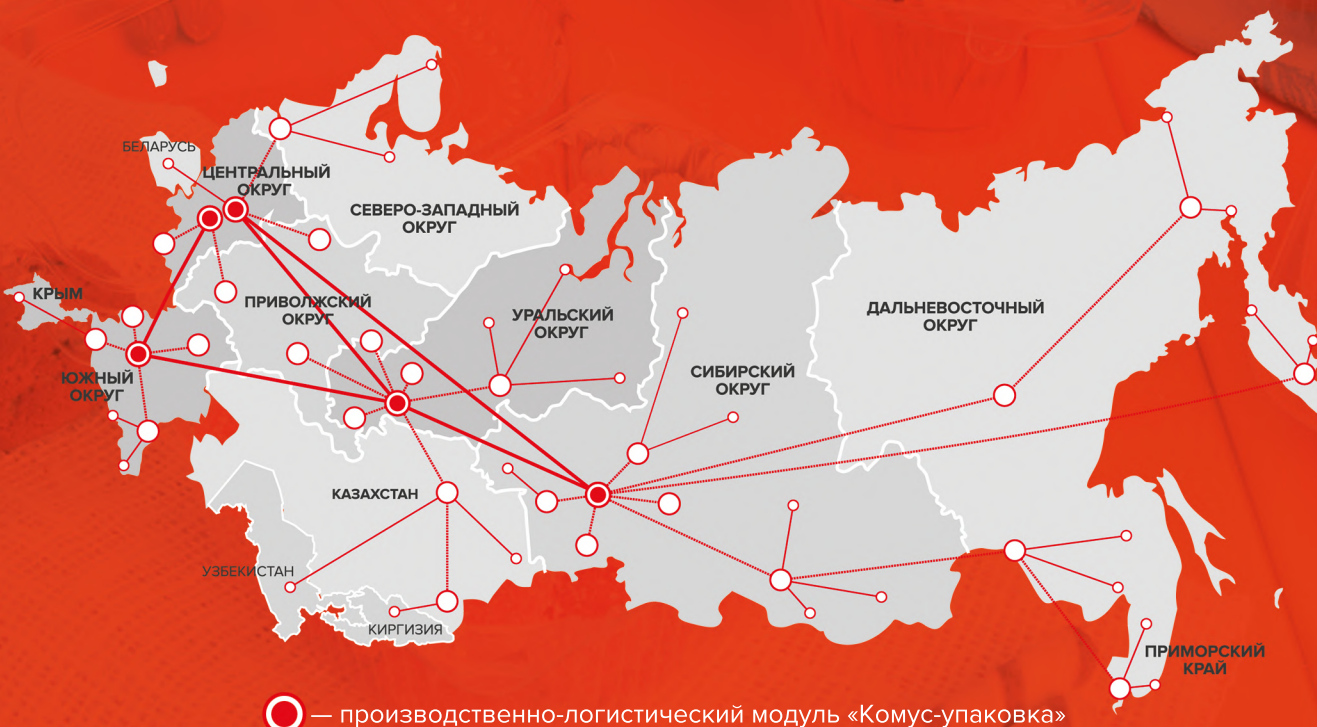 БЕЛАРУСЬ
ЦЕНТРАЛЬНЫЙ
ОКРУГ
СЕВЕРО-ЗАПАДНЫЙ
ОКРУГ
КРЫМ
ПРИВОЛЖСКИЙ
ОКРУГ
УРАЛЬСКИЙ
ОКРУГ
ДАЛЬНЕВОСТОЧНЫЙ
ОКРУГ
ЮЖНЫЙ
ОКРУГ
СИБИРСКИЙ
ОКРУГ
КАЗАХСТАН
УЗБЕКИСТАН
КИРГИЗИЯ
ПРИМОРСКИЙ
КРАЙ
— производственно-логистический модуль «Комус-упаковка»